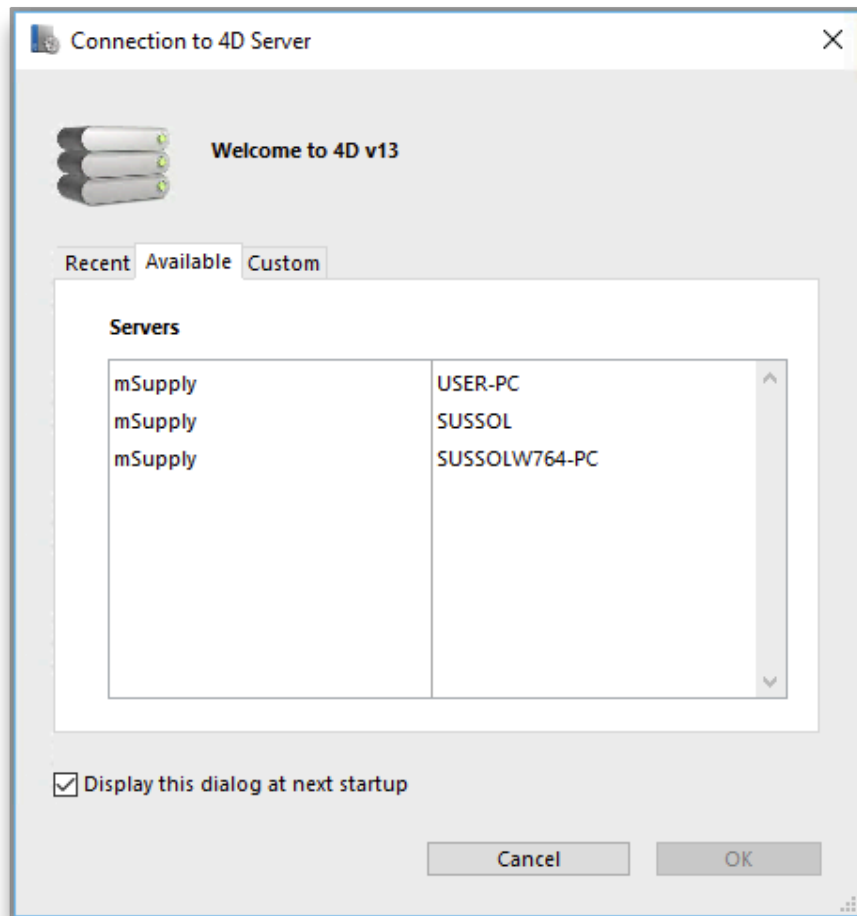 Connection to 4D Server
Welcome to 4D v13
Recent Available Custom
Servers
mSupply USER-PC
mSupply SUSSOL
mSupply SUSSOLW764-PC
Display this dialog at next startup
Cancel OK